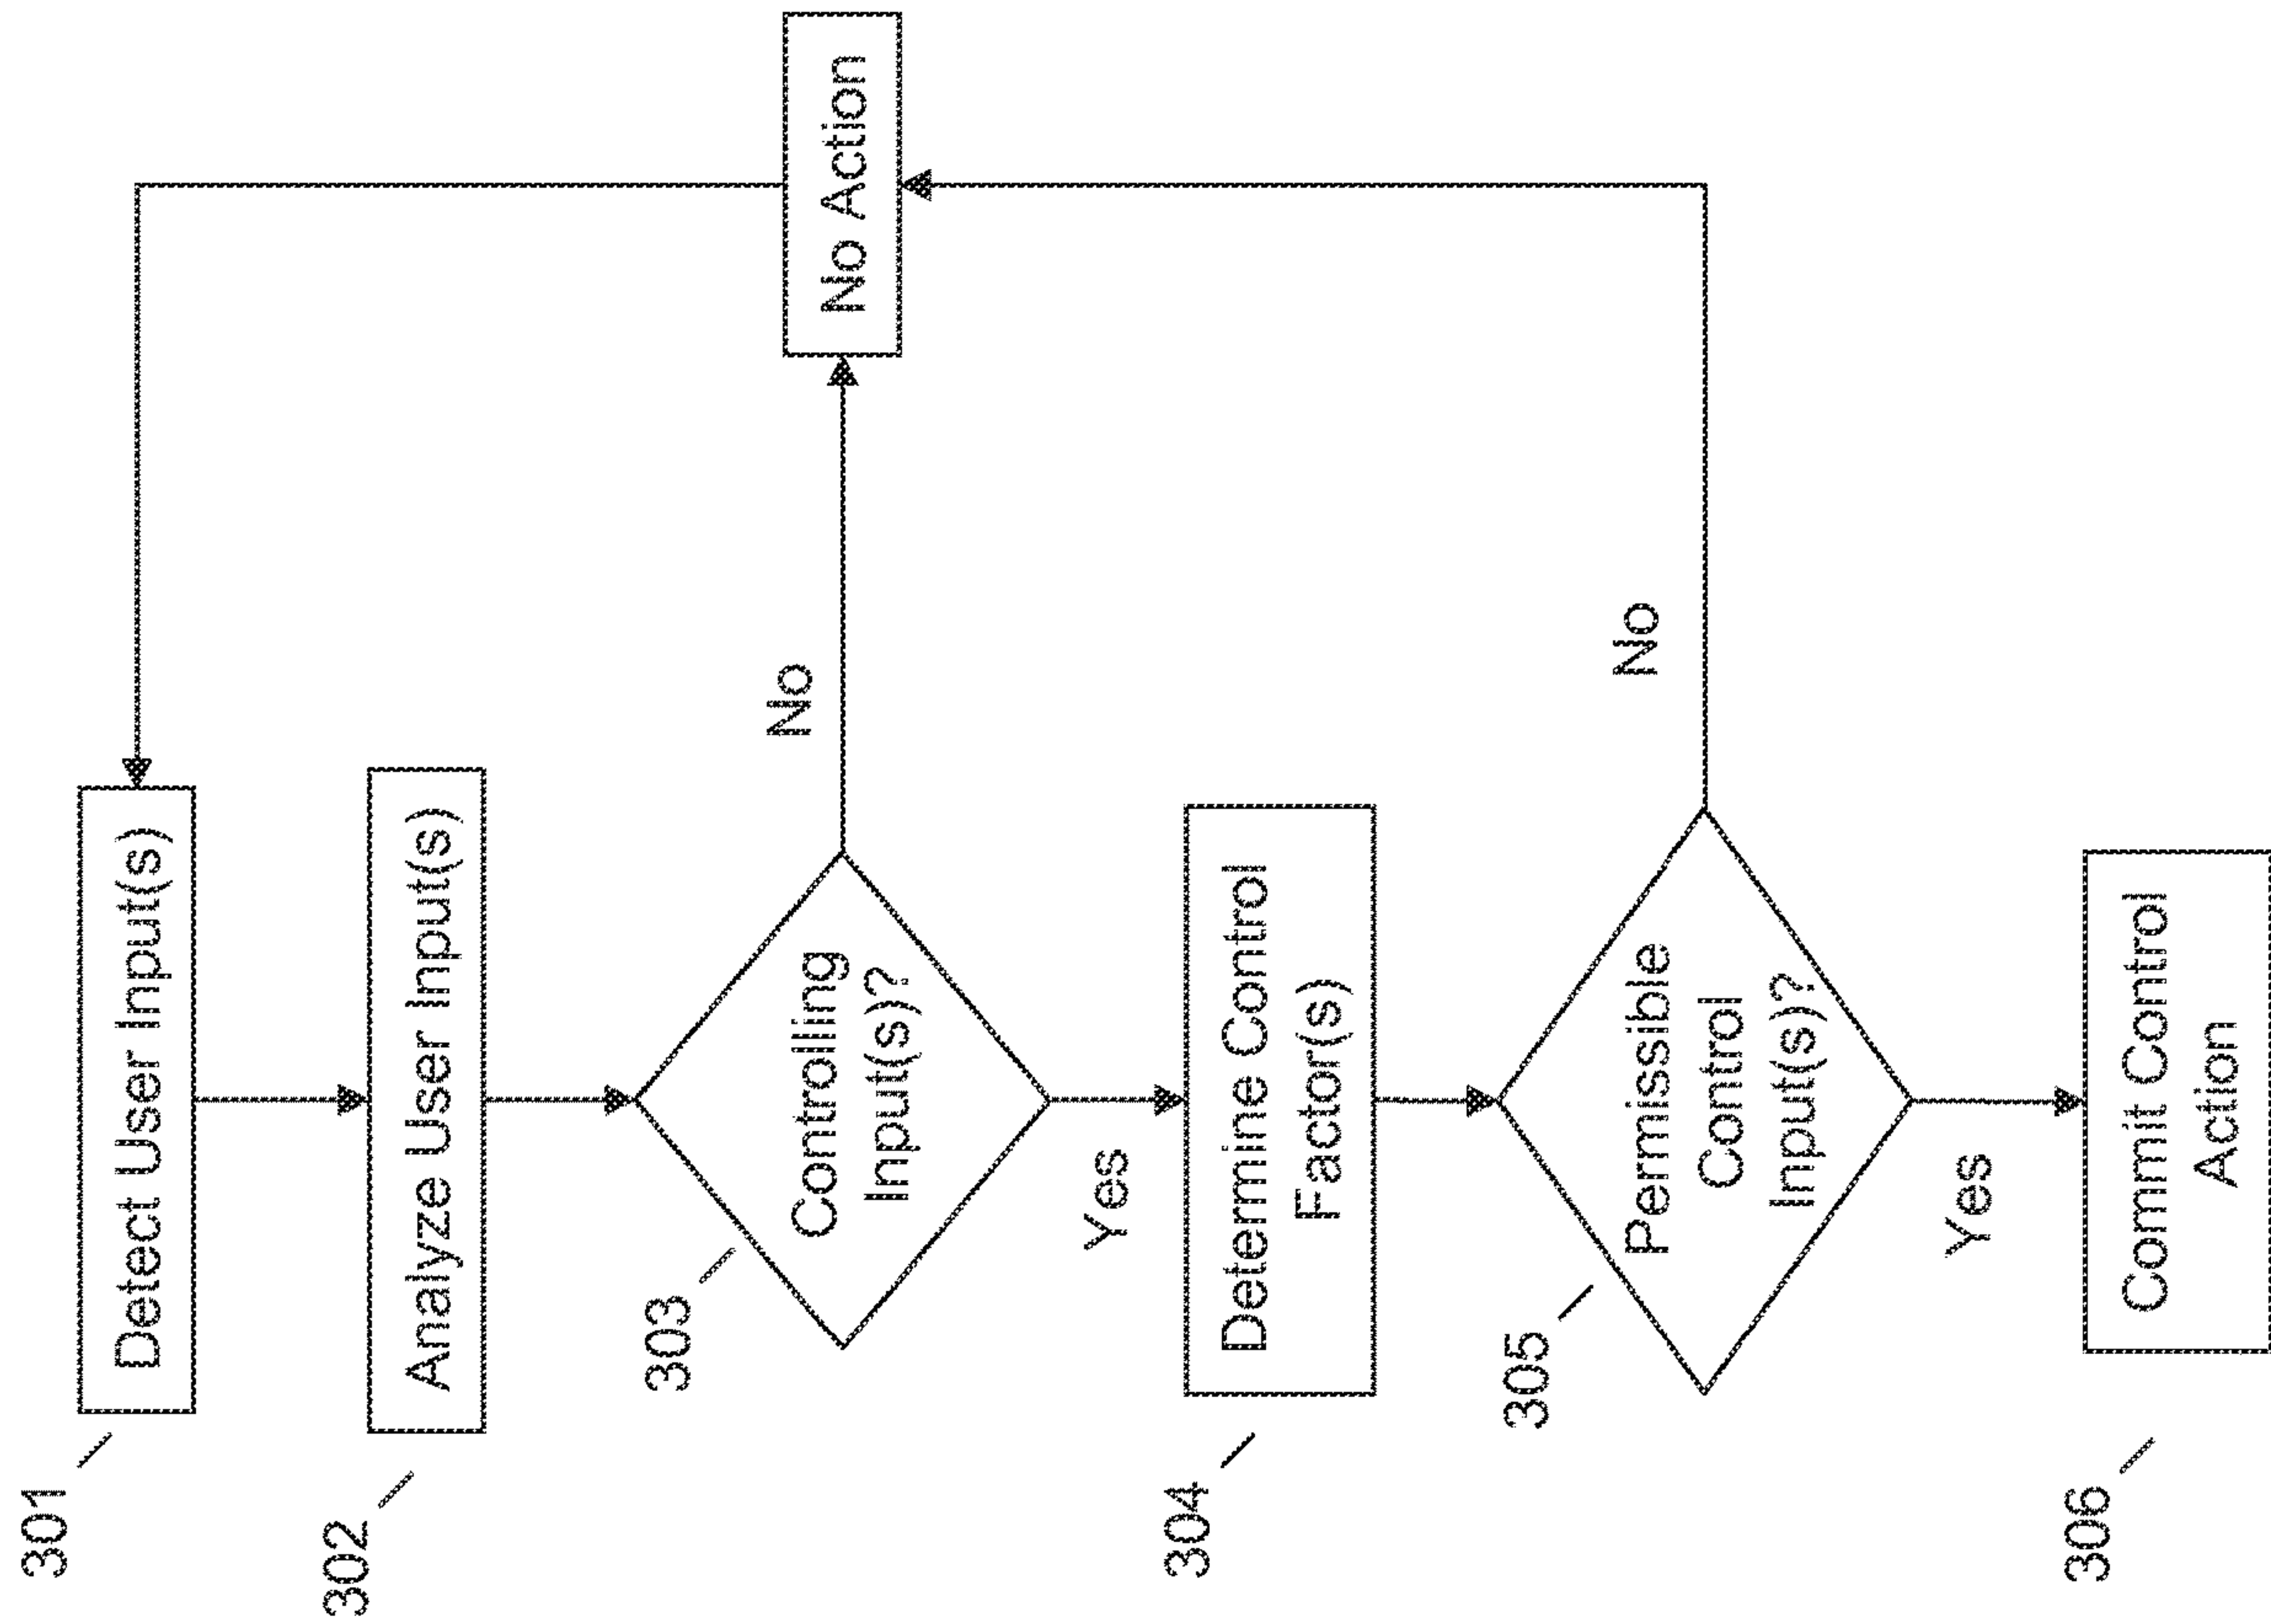 301
Detect User Input(s)
302
Analyze User Input(s)
303
Controlling
Input(s)?
No
No Action
Yes
304
Determine Control
Factor(s)
305
Permissible
Control
Input(s)?
No
Yes
306
Commit Control
Action